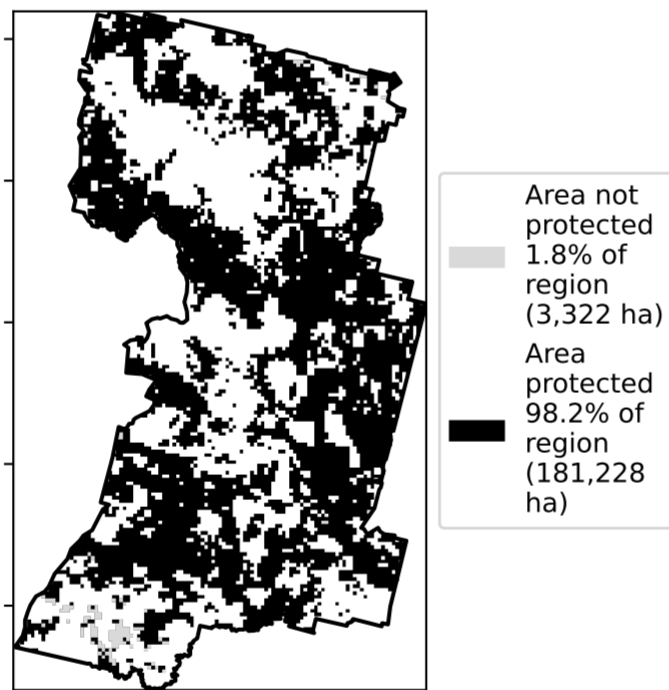 Area not
protected
1.8% of
region
(3,322 ha)
Area
protected
98.2% of
region
(181,228
ha)